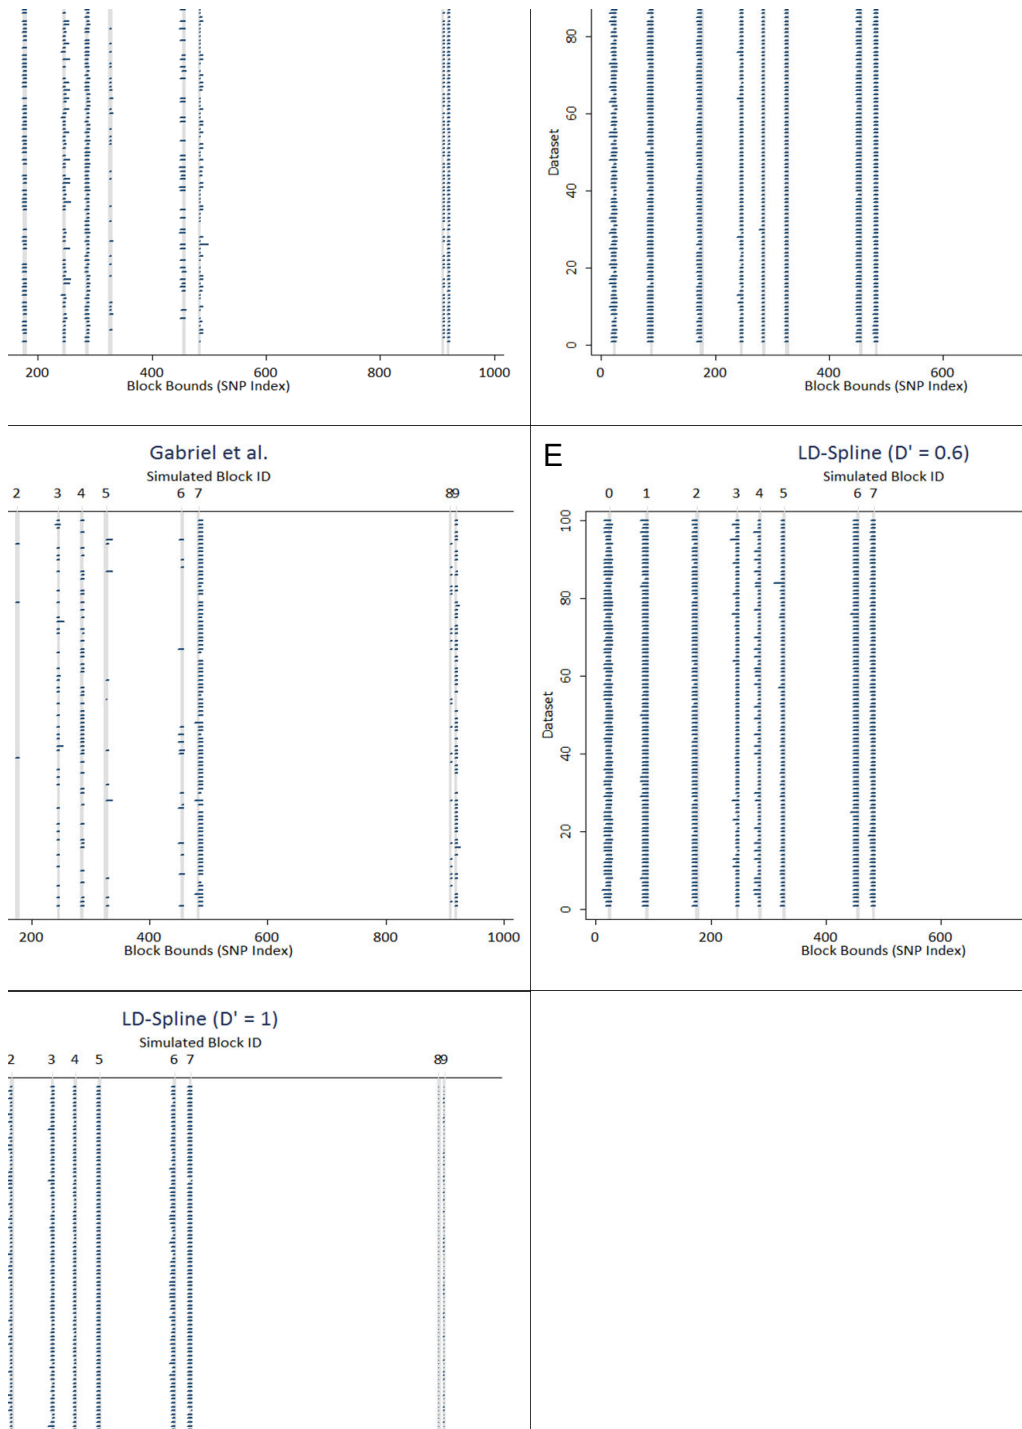 200 400 600 800 1000
Block Bounds (SNP Index)
80
60
40
20
0
Dataset
0 200 400 600
Block Bounds (SNP Index)
Gabriel et al.
Simulated Block ID
2 3 4 5 6 7 8 9
200 400 600 800 1000
Block Bounds (SNP Index)
E
LD-Spline (D' = 0.6)
Simulated Block ID
0 1 2 3 4 5 6 7
100
80
60
40
20
0
Dataset
0 200 400 600
Block Bounds (SNP Index)
LD-Spline (D' = 1)
Simulated Block ID
2 3 4 5 6 7 8 9